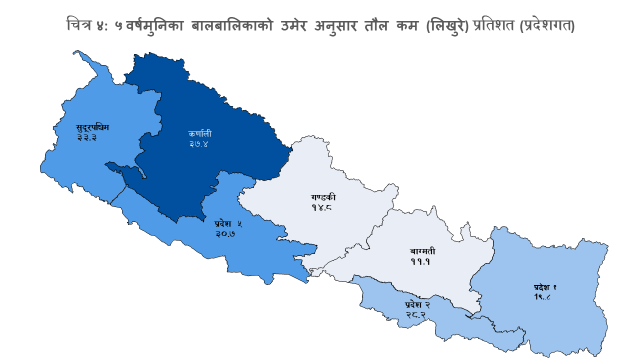 चित्र ४: ५ वर्षमुनिका बालबालिकाको उमेर अनुसार तौल कम (लिखुरे) प्रतिशत (प्रदेशगत)
सुदूरपश्चिम
३३.३
कर्णाली
३७.४
गण्डकी
१४.८
प्रदेश ५
३०.७
बाग्मती
११.१
प्रदेश १
१९.८
प्रदेश २
२८.२